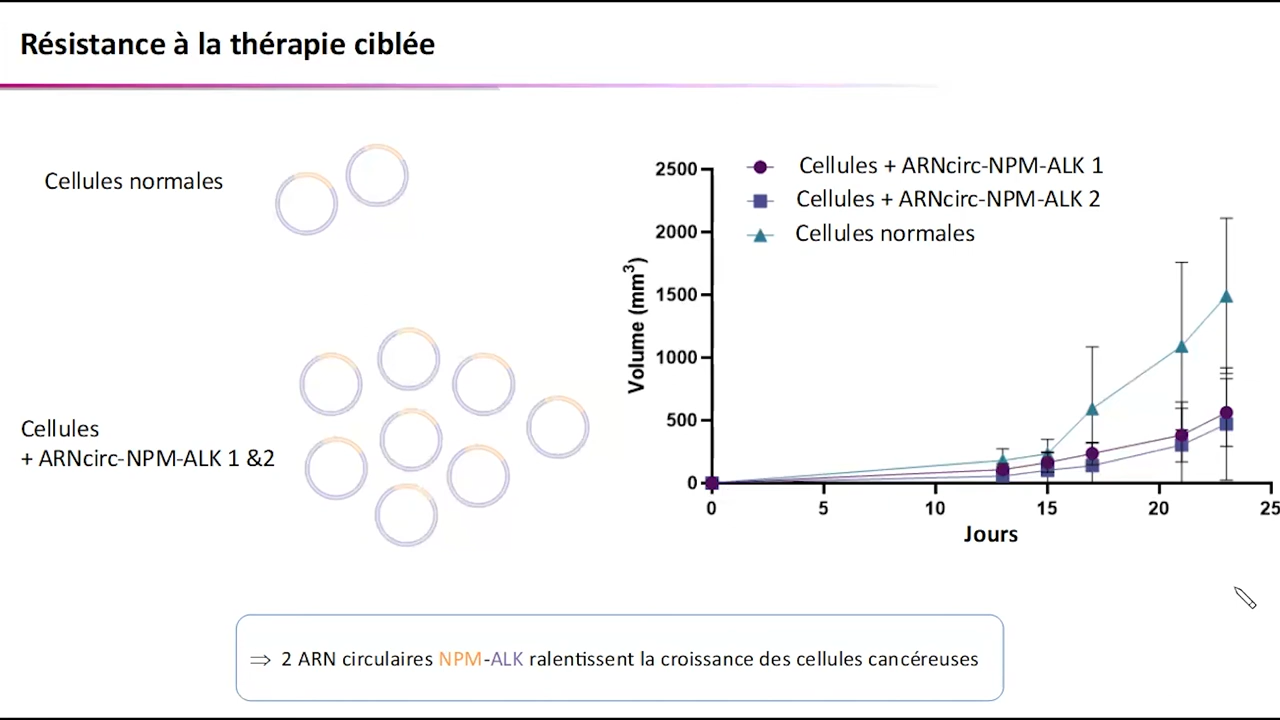 Résistance à la thérapie ciblée
Cellules normales
Cellules
+ ARNcirc-NPM-ALK 1 &2
Cellules + ARNcirc-NPM-ALK 1
Cellules + ARNcirc-NPM-ALK 2
Cellules normales
Volume (mm³)
2500
2000
1500
1000
500
0
0 5 10 15 20 25
Jours
⇒ 2 ARN circulaires NPM-ALK ralentissent la croissance des cellules cancéreuses